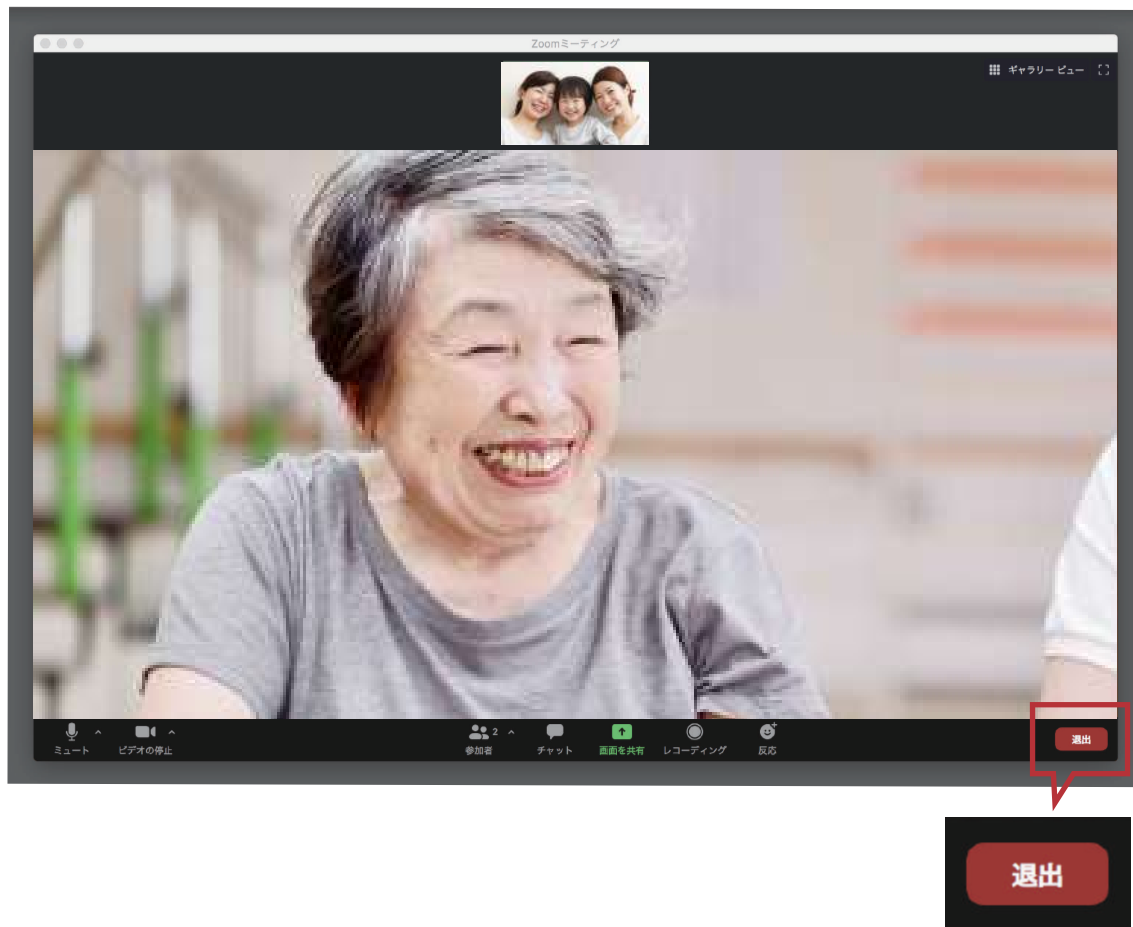 Zoomミーティング
ギャラリービュー
ミュート
ビデオの停止
参加者
2
チャット
画面を共有
レコーディング
反応
退出
退出